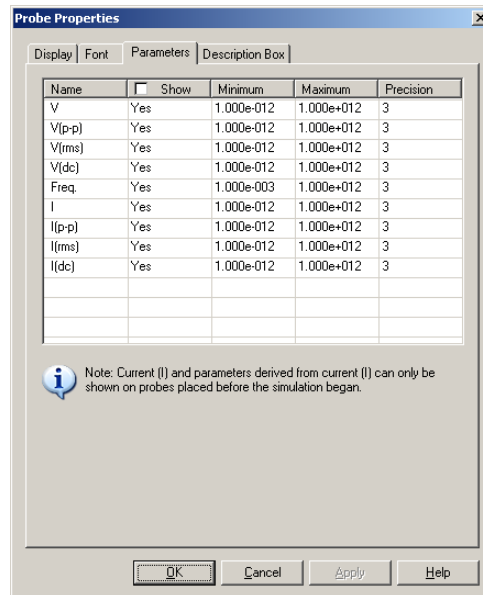 Probe Properties
Display Font Parameters Description Box
Name Show Minimum Maximum Precision
V Yes 1.000e-012 1.000e+012 3
V(p-p) Yes 1.000e-012 1.000e+012 3
V(rms) Yes 1.000e-012 1.000e+012 3
V(dc) Yes 1.000e-012 1.000e+012 3
Freq. Yes 1.000e-003 1.000e+012 3
I Yes 1.000e-012 1.000e+012 3
I(p-p) Yes 1.000e-012 1.000e+012 3
I(rms) Yes 1.000e-012 1.000e+012 3
I(dc) Yes 1.000e-012 1.000e+012 3
Note: Current (I) and parameters derived from current (I) can only be
shown on probes placed before the simulation began.
OK Cancel Apply Help